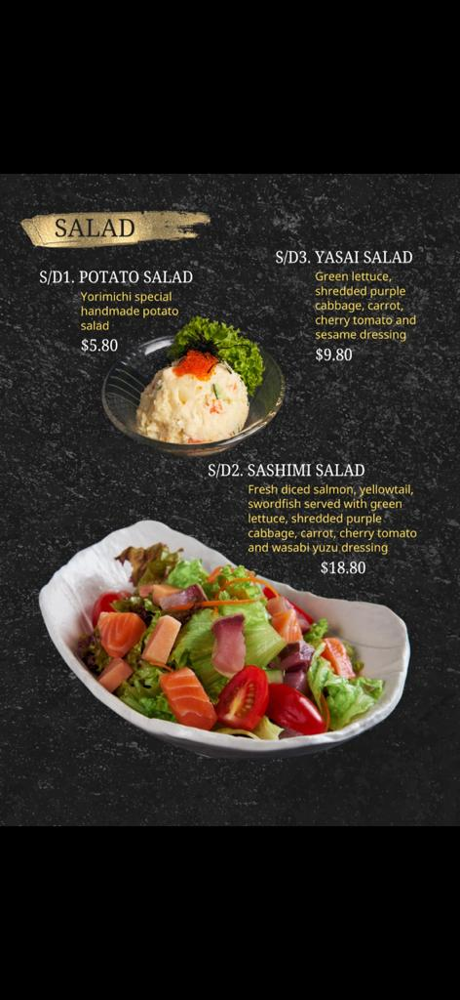 SALAD
S/D1. POTATO SALAD
Yorimichi special
handmade potato
salad
$5.80
S/D3. YASAI SALAD
Green lettuce,
shredded purple
cabbage, carrot,
cherry tomato and
sesame dressing
$9.80
S/D2. SASHIMI SALAD
Fresh diced salmon, yellowtail,
swordfish served with green
lettuce, shredded purple
cabbage, carrot, cherry tomato
and wasabi yuzu dressing
$18.80